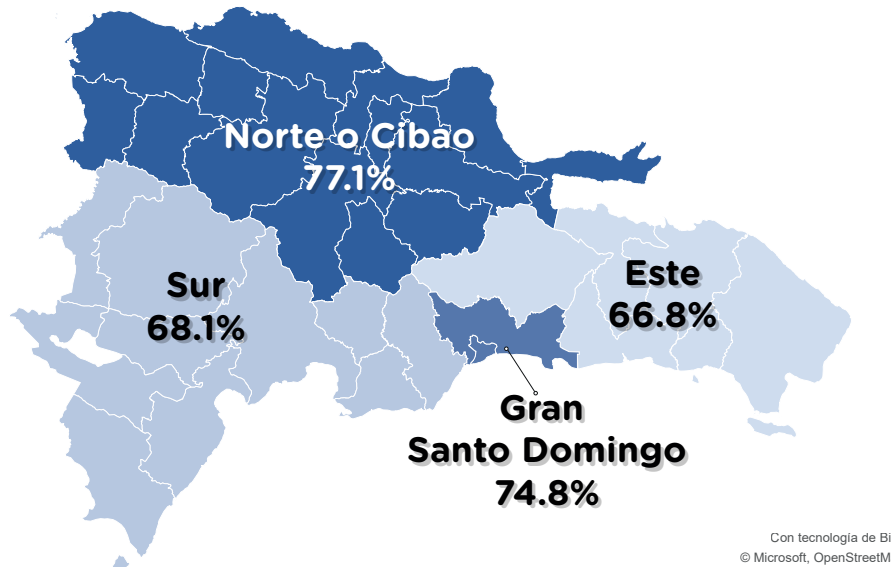 Norte o Cibao
77.1%
Sur
68.1%
Este
66.8%
Gran
Santo Domingo
74.8%
Con tecnología de Bi
© Microsoft, OpenStreetM